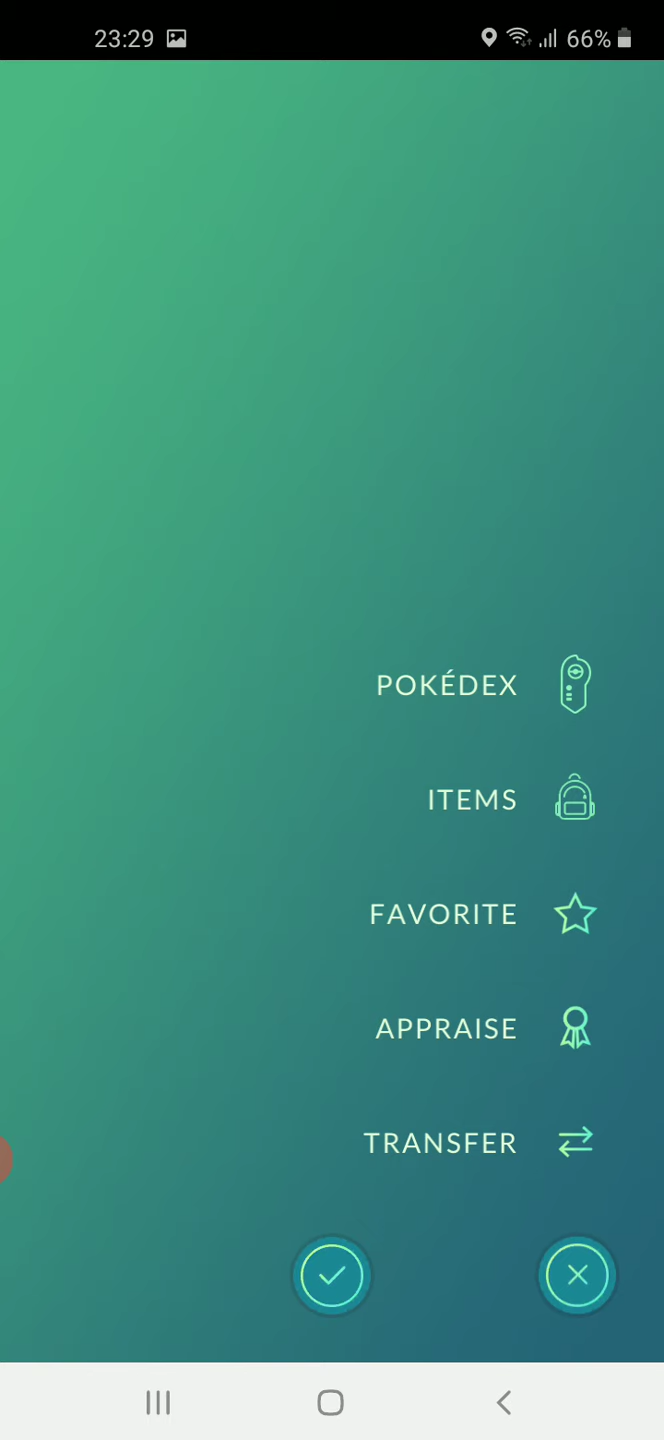 23:29
66%
POKÉDEX
ITEMS
FAVORITE
APPRAISE
TRANSFER